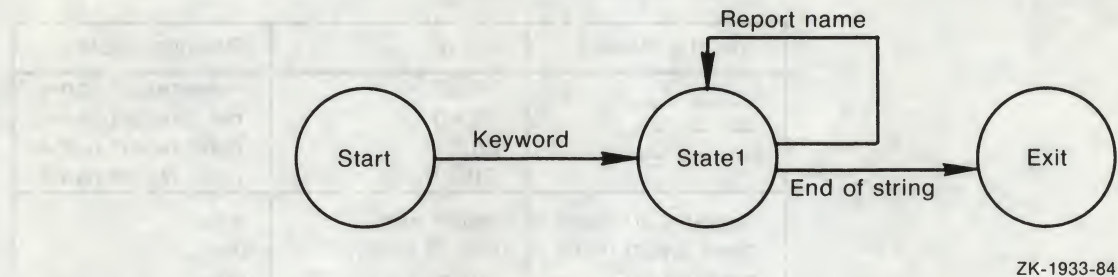 Report name
Start
Keyword
State1
End of string
Exit
ZK-1933-84